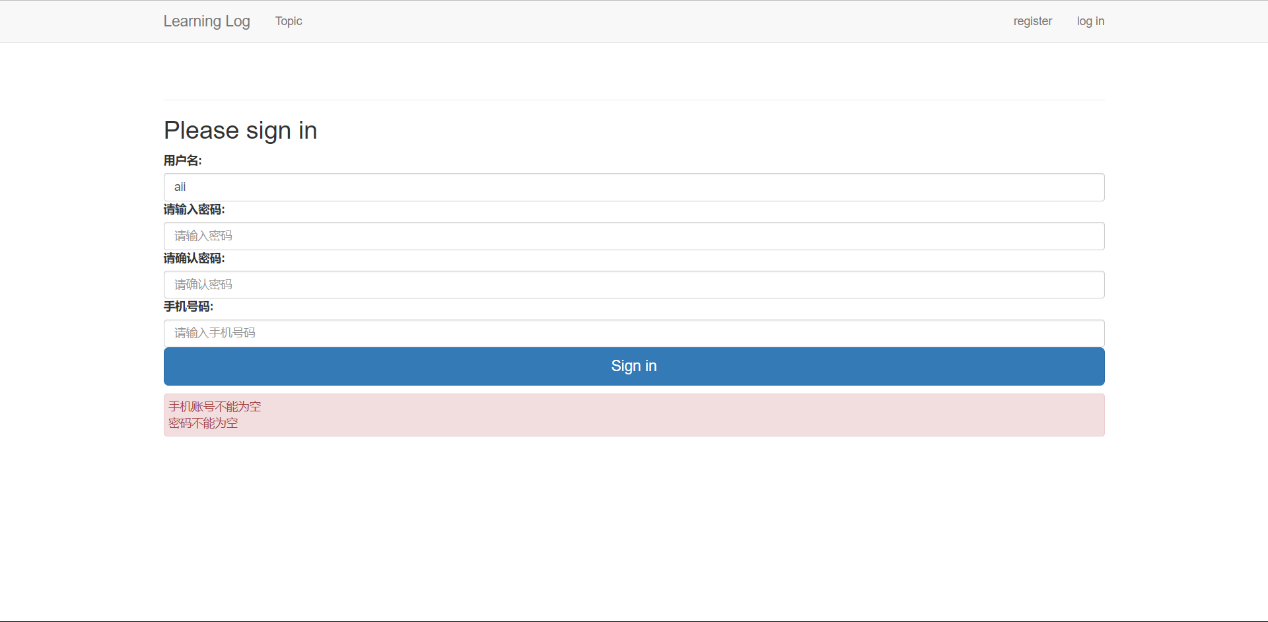 Learning Log Topic register log in
Please sign in
用户名:
aii
请输入密码:
请输入密码
请确认密码:
请确认密码
手机号码:
请输入手机号码
Sign in
手机账号不能为空
密码不能为空